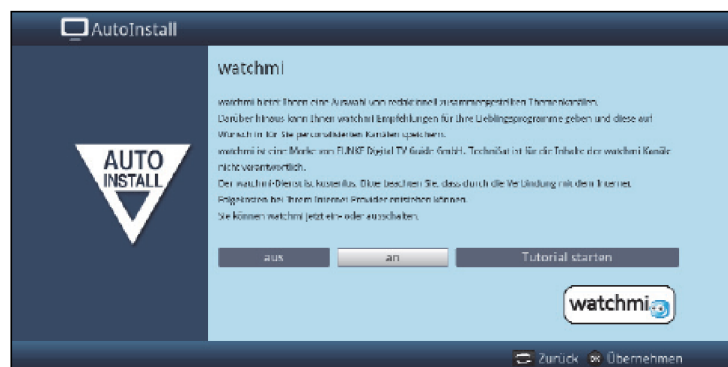 AutoInstall
watchmi
watchmi bietet Ihnen eine Auswahl von redaktionell zusammengestellten Themenkanälen.
Darüber hinaus kann Ihnen watchmi Empfehlungen für Ihre Lieblingsprogramme geben und diese auf
Wunsch in für Sie personalisierten Kanälen speichern.
watchmi ist eine Marke von FUNKE Digital TV Guide GmbH. TechniSat ist für die Inhalte der watchmi Kanäle
nicht verantwortlich.
Der watchmi-Dienst ist kostenlos. Bitte beachten Sie, dass durch die Verbindung mit dem Internet
Folgekosten bei Ihrem Internet Provider entstehen können.
Sie können watchmi jetzt ein- oder ausschalten.
AUTO
INSTALL
aus an Tutorial starten
watchmi
Zurück OK Übernehmen